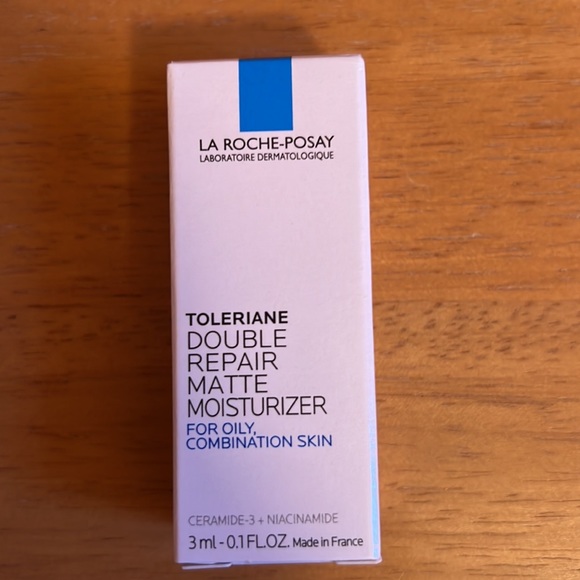 LA ROCHE-POSAY
LABORATOIRE DERMATOLOGIQUE
TOLERIANE
DOUBLE
REPAIR
MATTE
MOISTURIZER
FOR OILY,
COMBINATION SKIN
CERAMIDE-3 + NIACINAMIDE
3 ml - 0.1 FL.OZ. Made in France